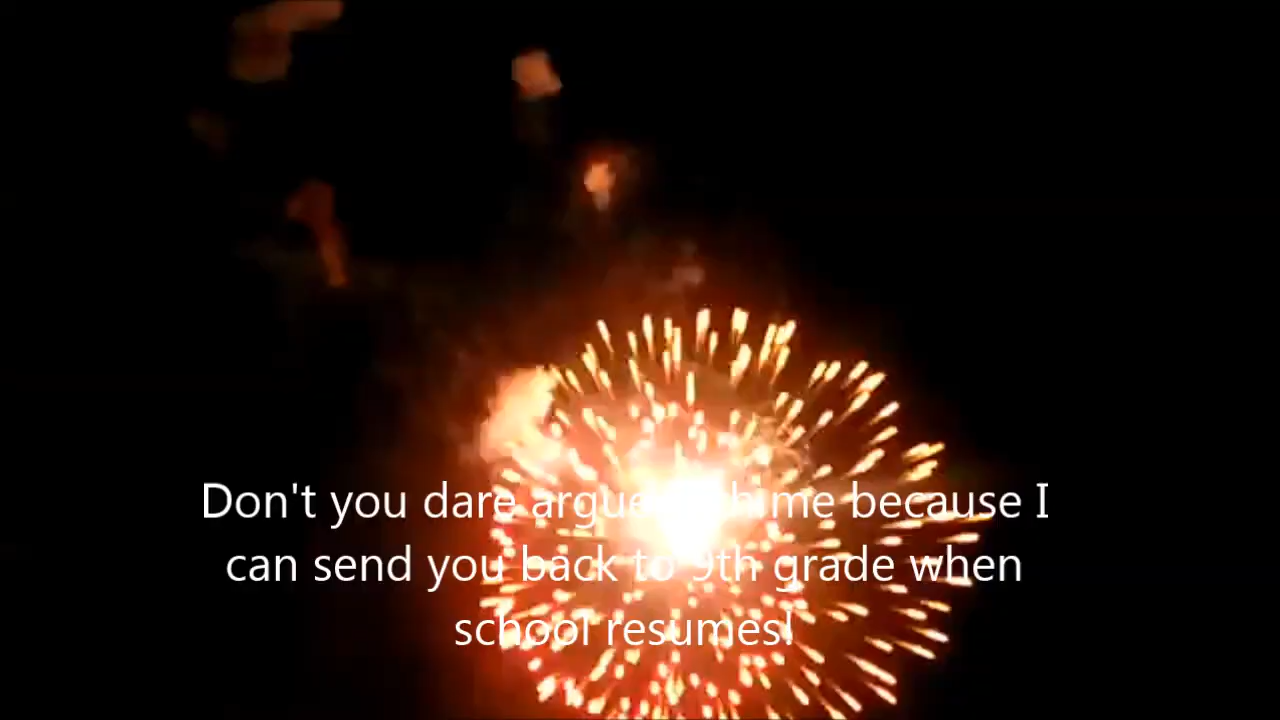 Don't you dare argue with me because I
can send you back to 9th grade when
school resumes!